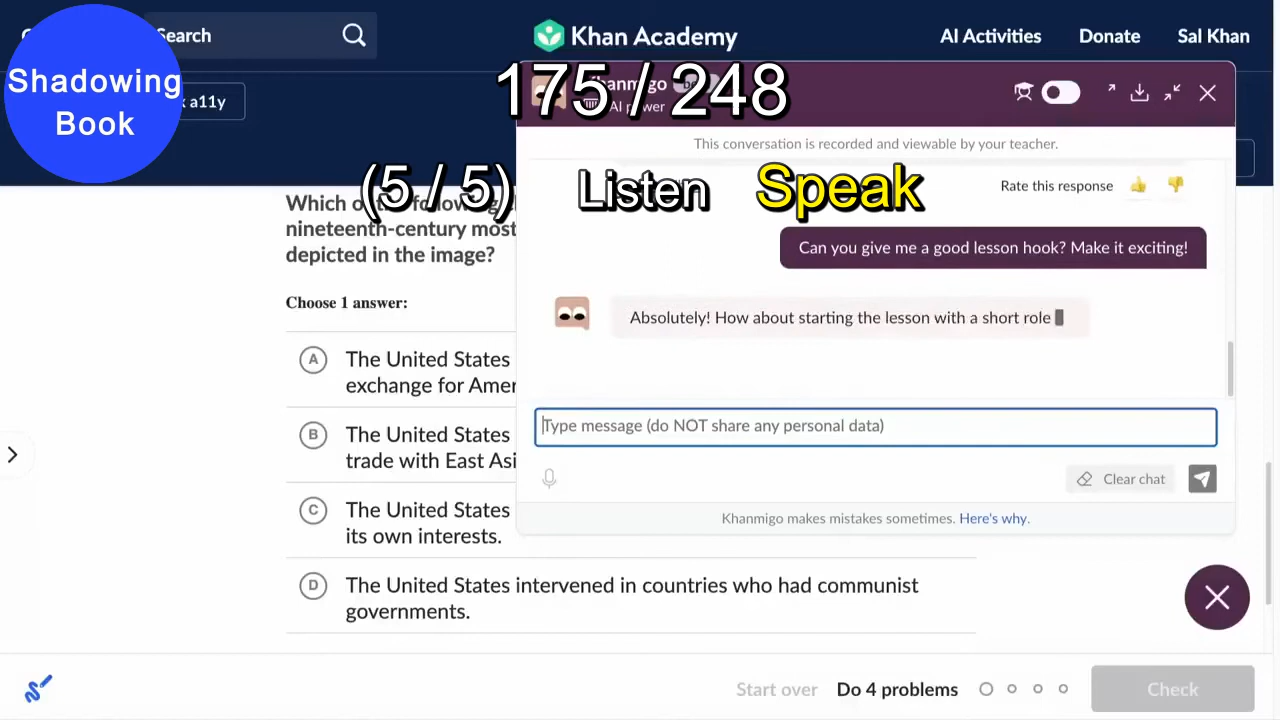 Search
Khan Academy
AI Activities
Donate
Sal Khan
Shadowing
Book
a11y
175 / 248
AI power
This conversation is recorded and viewable by your teacher.
(5 / 5)
Listen
Speak
Rate this response
Which
nineteenth-century most
depicted in the image?
Can you give me a good lesson hook? Make it exciting!
Choose 1 answer:
Absolutely! How about starting the lesson with a short role
A
The United States
exchange for Amer
Type message (do NOT share any personal data)
B
The United States
trade with East Asi
Clear chat
C
The United States
its own interests.
Khanmigo makes mistakes sometimes. Here's why.
D
The United States intervened in countries who had communist
governments.
Start over
Do 4 problems
Check